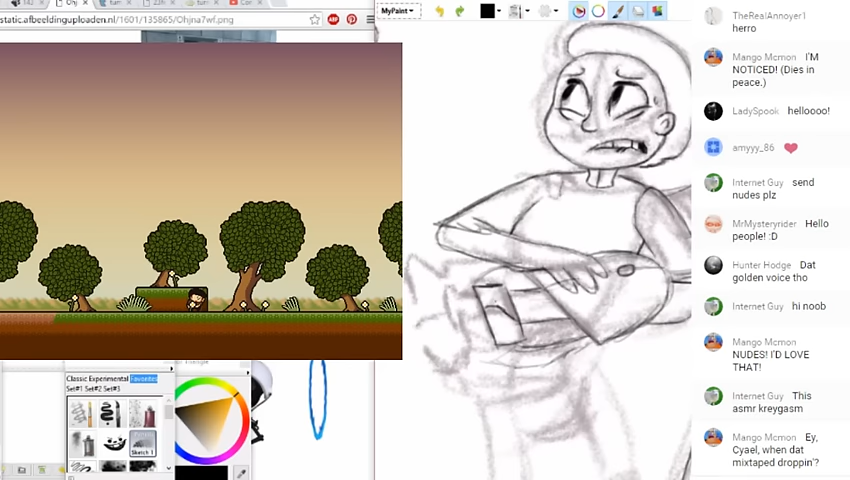 static.afbeeldinguploaden.nl/1601/135865/Ohjna7wf.png
MyPaint
TheRealAnnoyer1
herro
Mango Mcmon I'M
NOTICED! (Dies in
peace.)
LadySpook helloooo!
amyyy_86
Internet Guy send
nudes plz
MrMysteryrider Hello
people! :D
Hunter Hodge Dat
golden voice tho
Internet Guy hi noob
Mango Mcmon
NUDES! I'D LOVE
THAT!
Internet Guy This
asmr kreygasm
Mango Mcmon Ey,
Cyael, when dat
mixtaped droppin'?
Classic Experimental Favorites
Set#1 Set#2 Set#3
Sketch 1